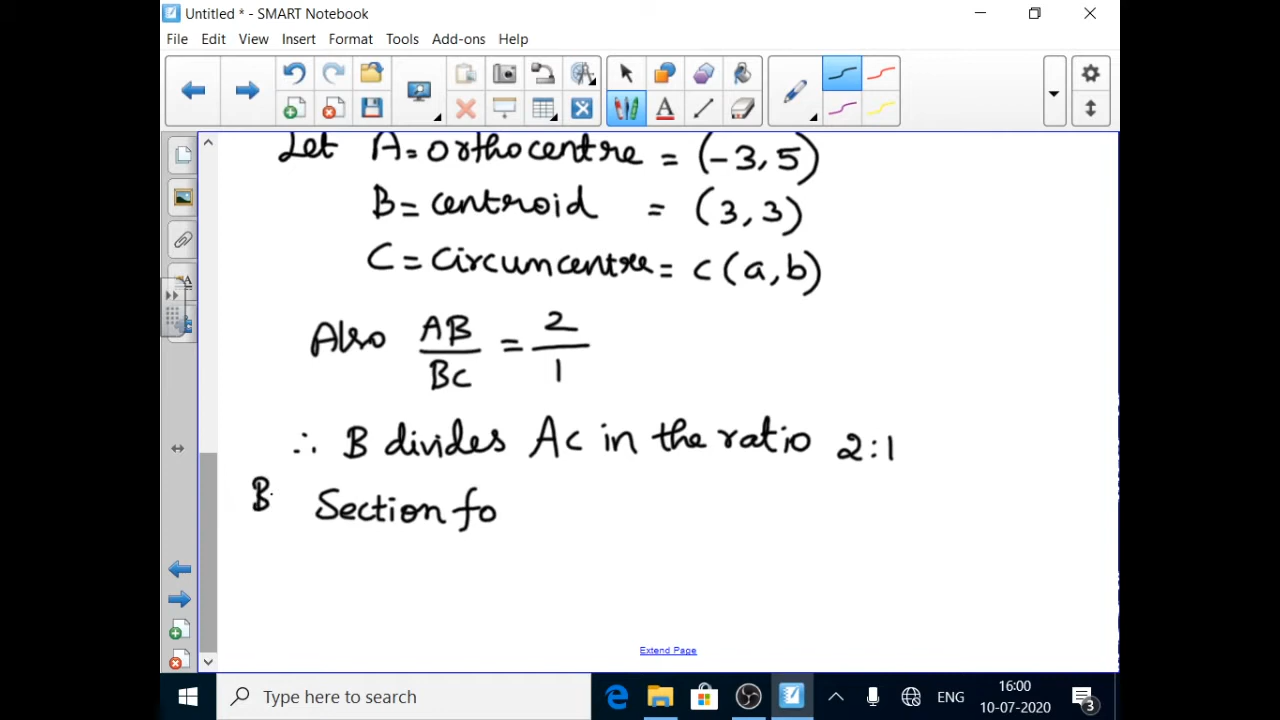 Untitled * - SMART Notebook
File Edit View Insert Format Tools Add-ons Help
Let A = orthocentre = (-3, 5)
B = centroid = (3, 3)
C = Circumcentre = c (a, b)
Also AB/BC = 2/1
∴ B divides AC in the ratio 2:1
B Section fo
Extend Page
Type here to search
ENG
16:00
10-07-2020
3